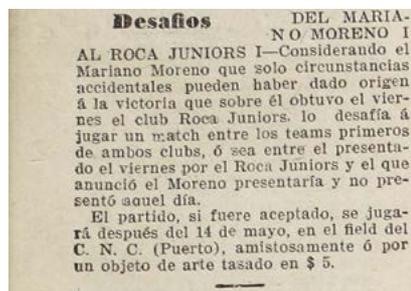 Desafios DEL MARIA-
NO MORENO I
AL ROCA JUNIORS I—Considerando el
Mariano Moreno que solo circunstancias
accidentales pueden haber dado origen
á la victoria que sobre él obtuvo el vier-
nes el club Roca Juniors, lo desafía á
jugar un match entre los teams primeros
de ambos clubs, ó sea entre el presenta-
do el viernes por el Roca Juniors y el que
anunció el Moreno presentaría y no pre-
sentó aquel día.
El partido, si fuere aceptado, se juga-
rá después del 14 de mayo, en el field del
C. N. C. (Puerto), amistosamente ó por
un objeto de arte tasado en $ 5.